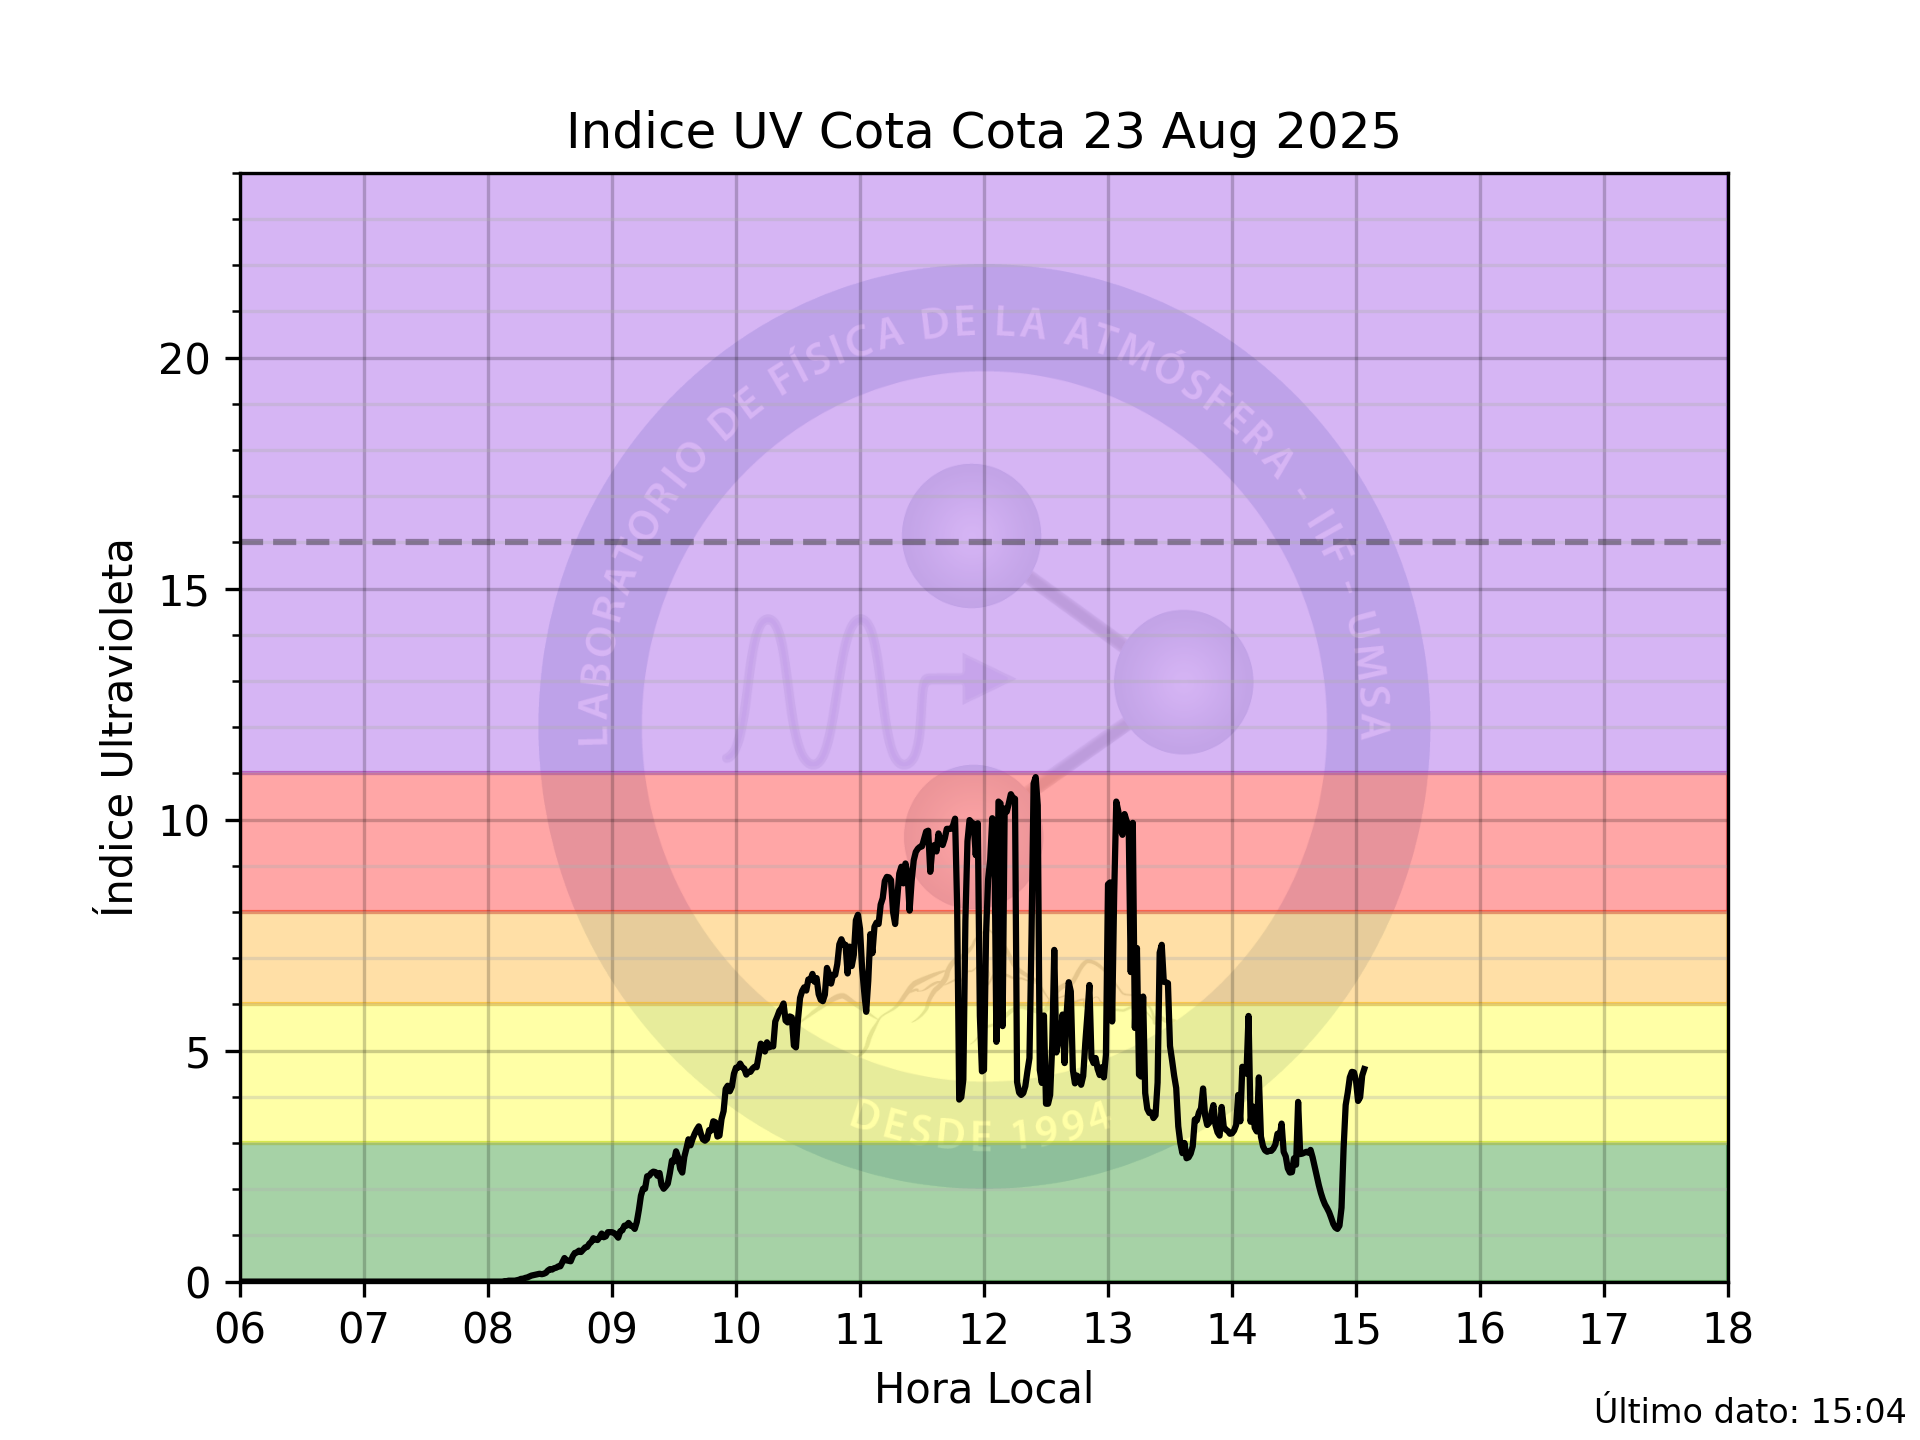 Indice UV Cota Cota 23 Aug 2025
LABORATORIO DE FÍSICA DE LA ATMÓSFERA - IIF - UMSA
DESDE 1994
Índice Ultravioleta
20
15
10
5
0
06 07 08 09 10 11 12 13 14 15 16 17 18
Hora Local
Último dato: 15:04